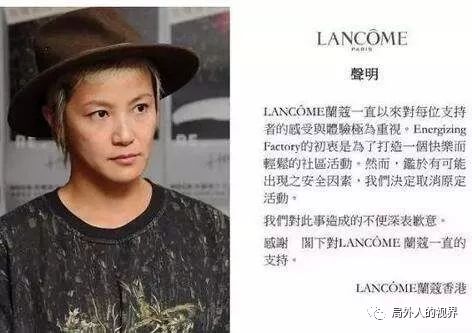 LANCÔME
PARIS
聲明
LANCÔME蘭蔻一直以來對每位支持
者的感受與體驗極為重視。Energizing
Factory的初衷是為了打造一個快樂而
輕鬆的社區活動。然而，鑑於有可能
出現之安全因素，我們決定取消原定
活動。
我們對此事造成的不便深表歉意。
感謝　閣下對LANCÔME 蘭蔻一直的
支持。
LANCÔME蘭蔻香港
局外人的视界